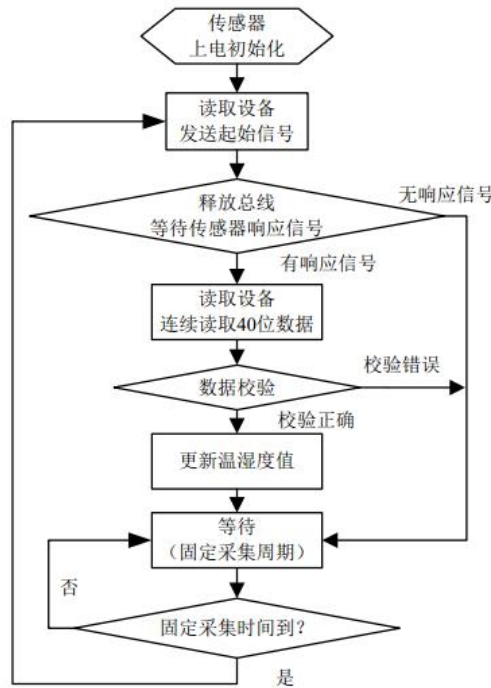 传感器
上电初始化
读取设备
发送起始信号
释放总线
等待传感器响应信号
无响应信号
有响应信号
读取设备
连续读取40位数据
数据校验
校验错误
校验正确
更新温湿度值
等待
（固定采集周期）
否
固定采集时间到？
是